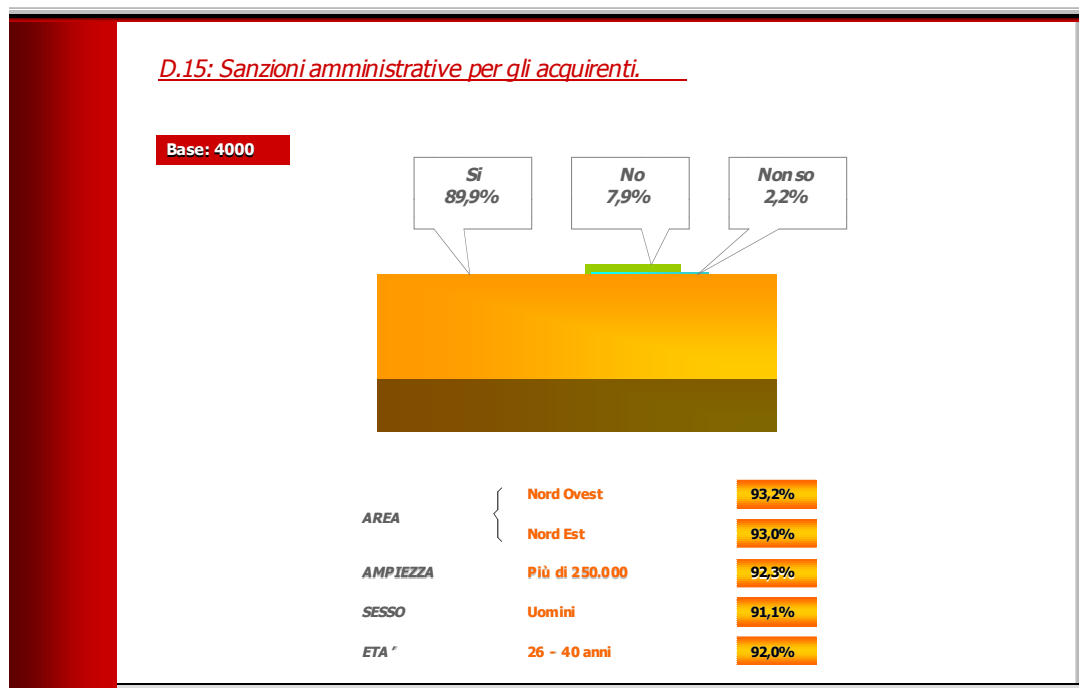 D.15: Sanzioni amministrative per gli acquirenti.
Base: 4000
Si
89,9%
No
7,9%
Non so
2,2%
AREA
Nord Ovest
93,2%
Nord Est
93,0%
AMPIEZZA
Più di 250.000
92,3%
SESSO
Uomini
91,1%
ETA’
26 – 40 anni
92,0%